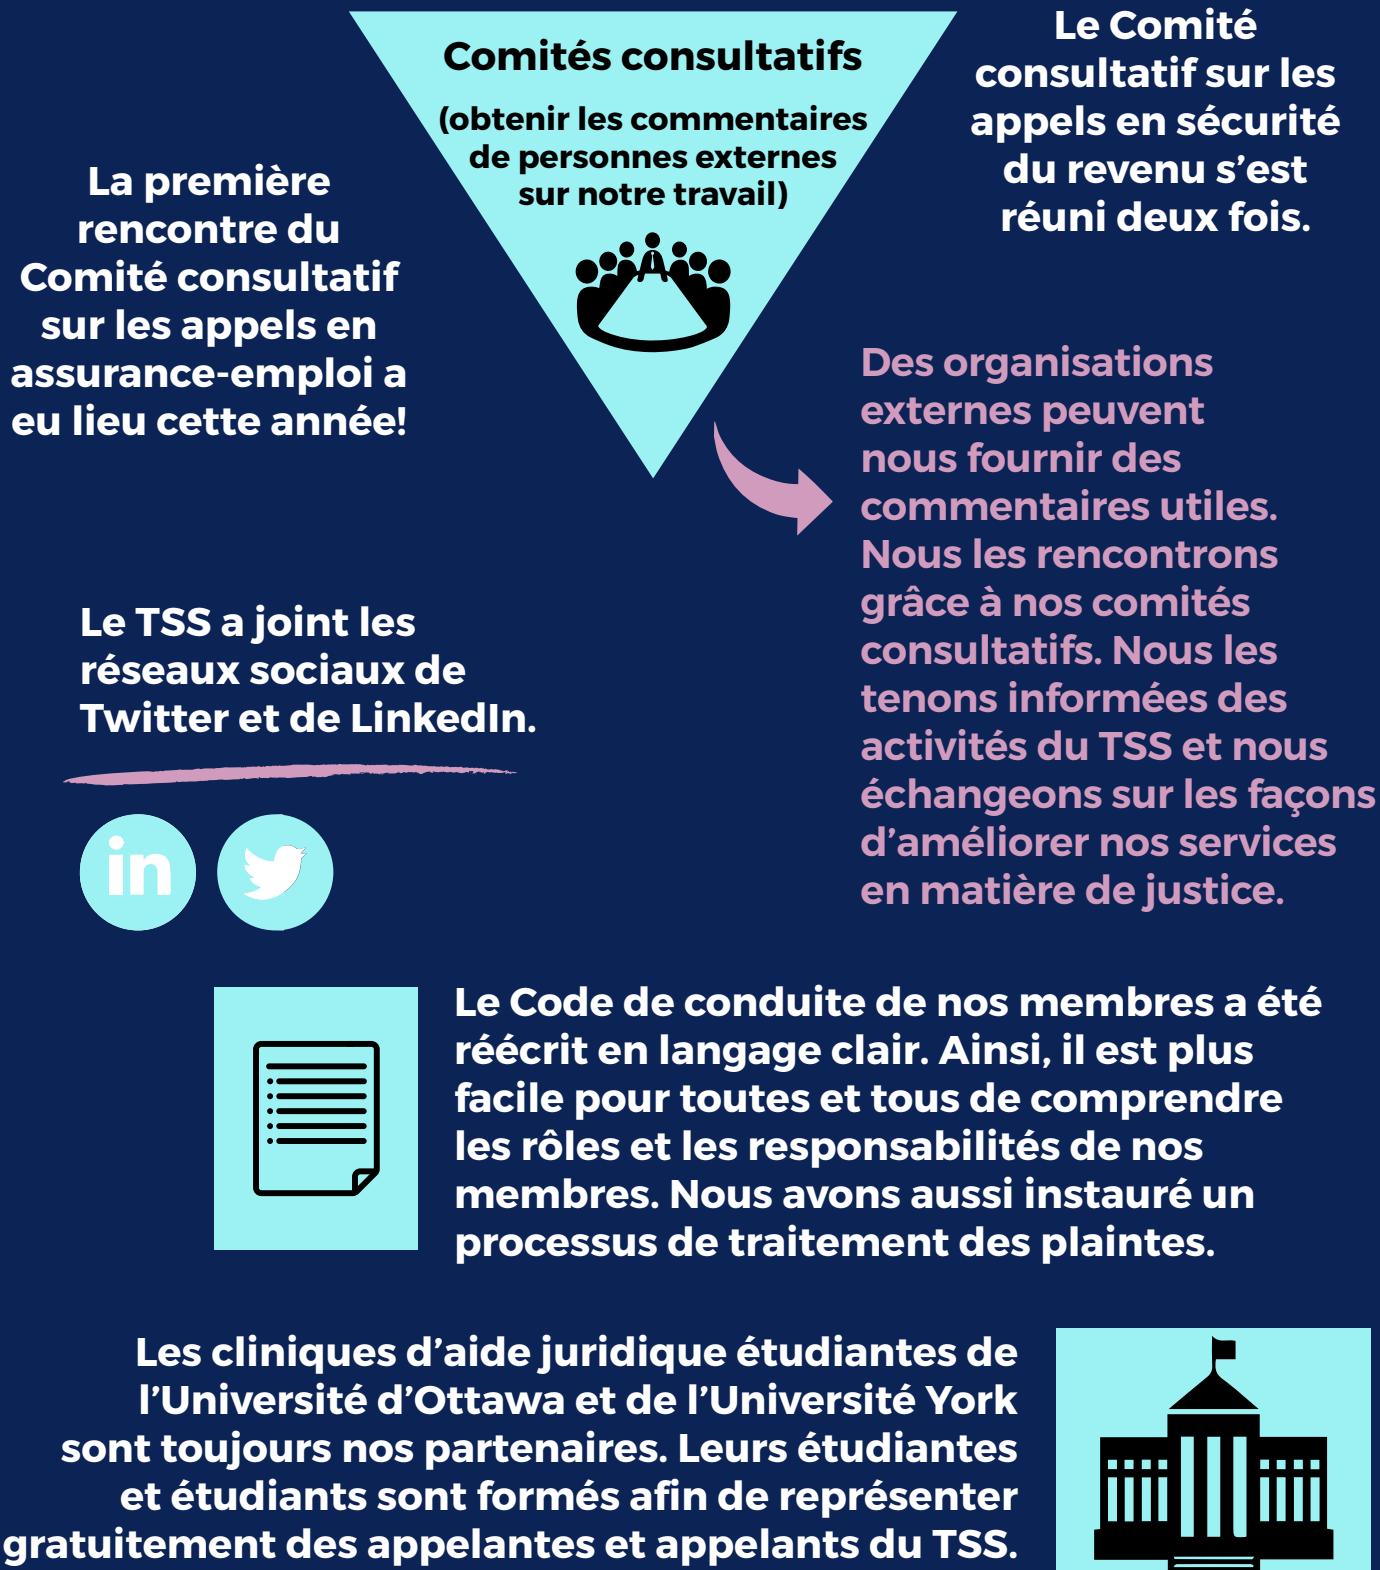 Comités consultatifs
(obtenir les commentaires
de personnes externes
sur notre travail)
Le Comité
consultatif sur les
appels en sécurité
du revenu s’est
réuni deux fois.
La première
rencontre du
Comité consultatif
sur les appels en
assurance-emploi a
eu lieu cette année!
Des organisations
externes peuvent
nous fournir des
commentaires utiles.
Nous les rencontrons
grâce à nos comités
consultatifs. Nous les
tenons informées des
activités du TSS et nous
échangeons sur les façons
d’améliorer nos services
en matière de justice.
Le TSS a joint les
réseaux sociaux de
Twitter et de LinkedIn.
in
Le Code de conduite de nos membres a été
réécrit en langage clair. Ainsi, il est plus
facile pour toutes et tous de comprendre
les rôles et les responsabilités de nos
membres. Nous avons aussi instauré un
processus de traitement des plaintes.
Les cliniques d’aide juridique étudiantes de
l’Université d’Ottawa et de l’Université York
sont toujours nos partenaires. Leurs étudiantes
et étudiants sont formés afin de représenter
gratuitement des appelantes et appelants du TSS.